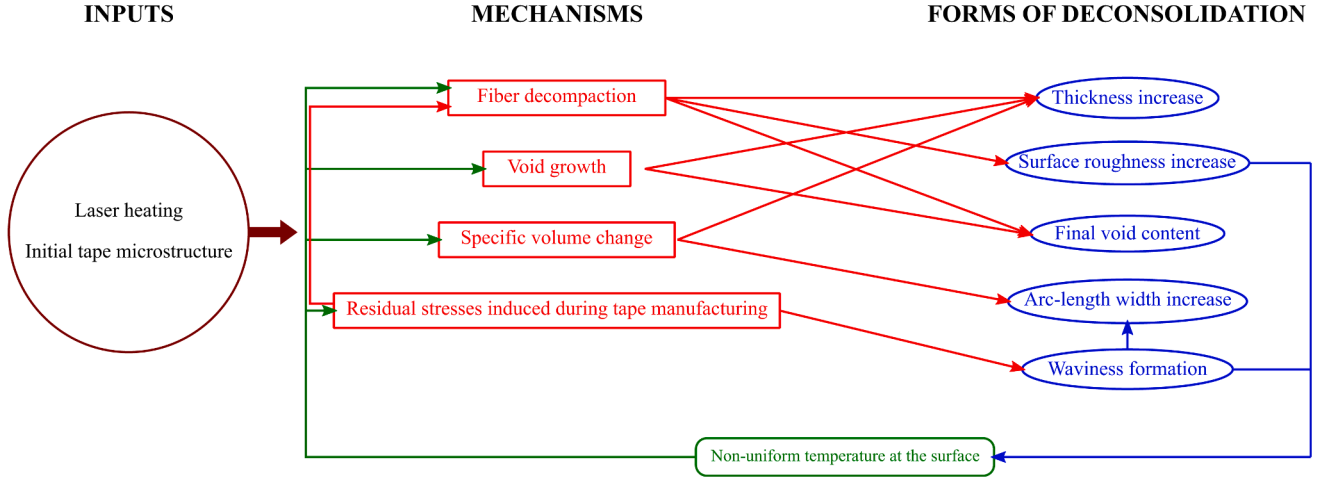 INPUTS
MECHANISMS
FORMS OF DECONSOLIDATION
Laser heating
Initial tape microstructure
Fiber decompaction
Void growth
Specific volume change
Residual stresses induced during tape manufacturing
Thickness increase
Surface roughness increase
Final void content
Arc-length width increase
Waviness formation
Non-uniform temperature at the surface